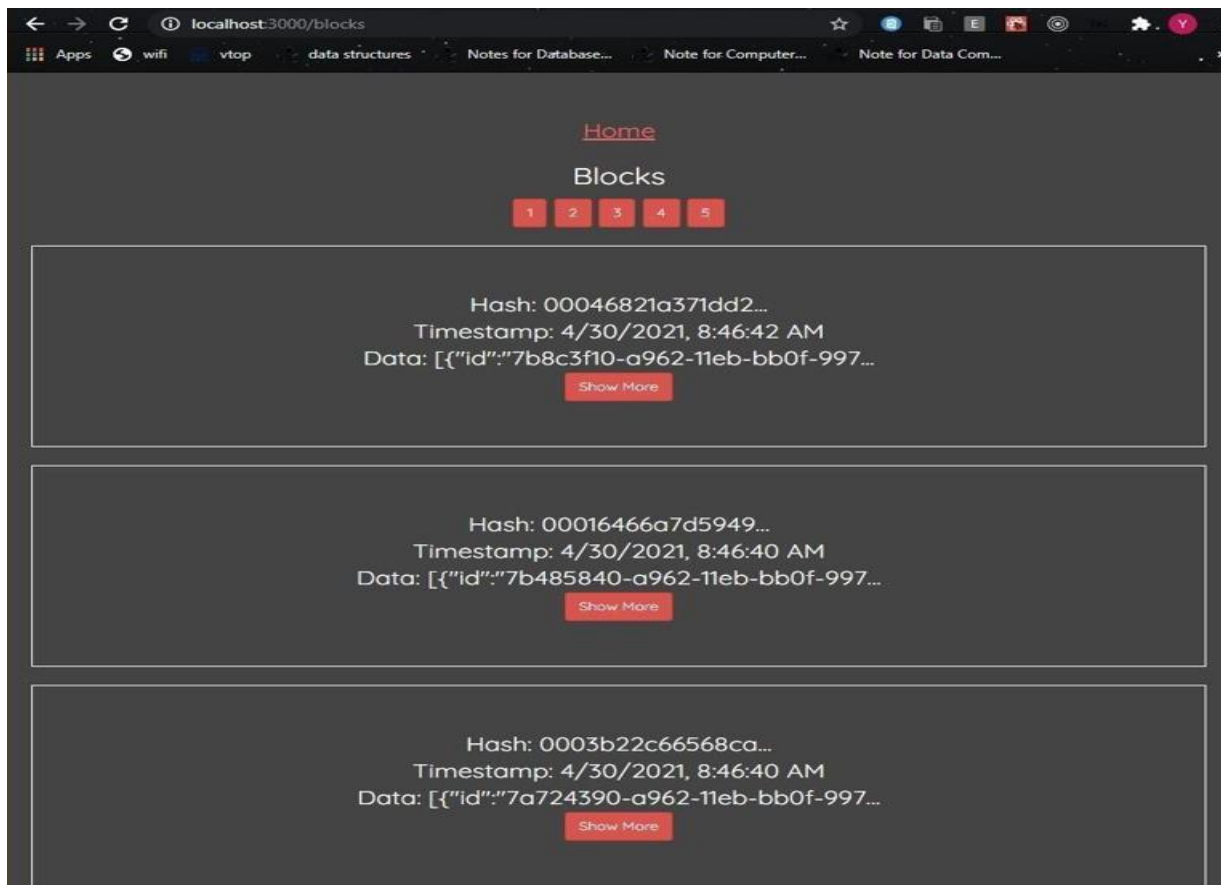 localhost:3000/blocks
E
Y
Apps wifi vtop data structures Notes for Database... Note for Computer... Note for Data Com...
Home
Blocks
1 2 3 4 5
Hash: 00046821a371dd2...
Timestamp: 4/30/2021, 8:46:42 AM
Data: [{"id":"7b8c3f10-a962-11eb-bb0f-997...
Show More
Hash: 00016466a7d5949...
Timestamp: 4/30/2021, 8:46:40 AM
Data: [{"id":"7b485840-a962-11eb-bb0f-997...
Show More
Hash: 0003b22c66568ca...
Timestamp: 4/30/2021, 8:46:40 AM
Data: [{"id":"7a724390-a962-11eb-bb0f-997...
Show More